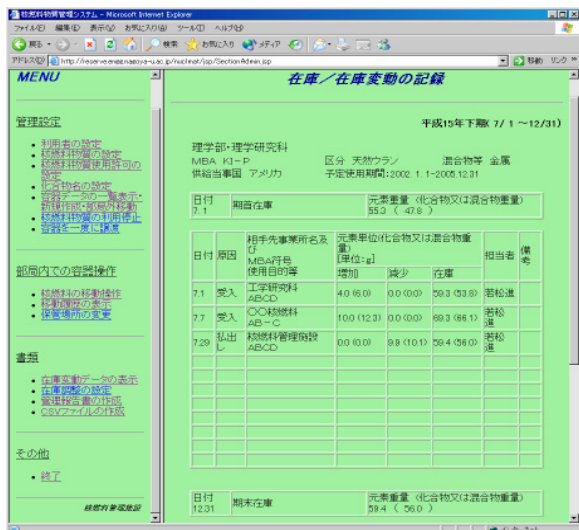 核燃料物質管理システム - Microsoft Internet Explorer
ファイル(F) 編集(E) 表示(V) お気に入り(A) ツール(T) ヘルプ(H)
戻る 検索 お気に入り メディア
アドレス(D) http://reserve.engg.nagoya-u.ac.jp/nuclmat/jsp/SectionAdmin.jsp 移動 リンク
MENU
管理設定
利用者の設定
核燃料物質の設定
核燃料物質使用許可の
設定
化合物名の設定
容器データの一覧表示・
新規作成・部局外移動
核燃料物質の利用停止
容器を一度に譲渡
部局内での容器操作
核燃料の移動操作
移動履歴の表示
保管場所の変更
書類
在庫変動データの表示
在庫調整の設定
管理報告書の作成
CSVファイルの作成
その他
終了
核燃料管理施設
在庫/在庫変動の記録
平成15年下期( 7/ 1 ~12/31)
理学部・理学研究科
MBA KI-P 区分 天然ウラン 混合物等 金属
供給当事国 アメリカ 予定使用期間:2002. 1. 1-2005.12.31
日付 期首在庫 元素重量 (化合物又は混合物重量)
7. 1 55.3 ( 47.8 )
日付 原因 相手先事業所名及び MBA符号 使用目的等 元素単位(化合物又は混合物重量) [単位:g] 担当者 備考
増加 減少 在庫
7.1 受入 工学研究科 ABCD 4.0 (6.0) 0.0 (0.0) 59.3 (53.8) 若松進
7.7 受入 〇〇核燃料 AB-C 10.0 (12.3) 0.0 (0.0) 69.3 (66.1) 若松進
7.29 払出し 核燃料管理施設 ABCD 0.0 (0.0) 9.9 (10.1) 59.4 (56.0) 若松進
日付 期末在庫 元素重量 (化合物又は混合物重量)
12.31 59.4 ( 56.0 )